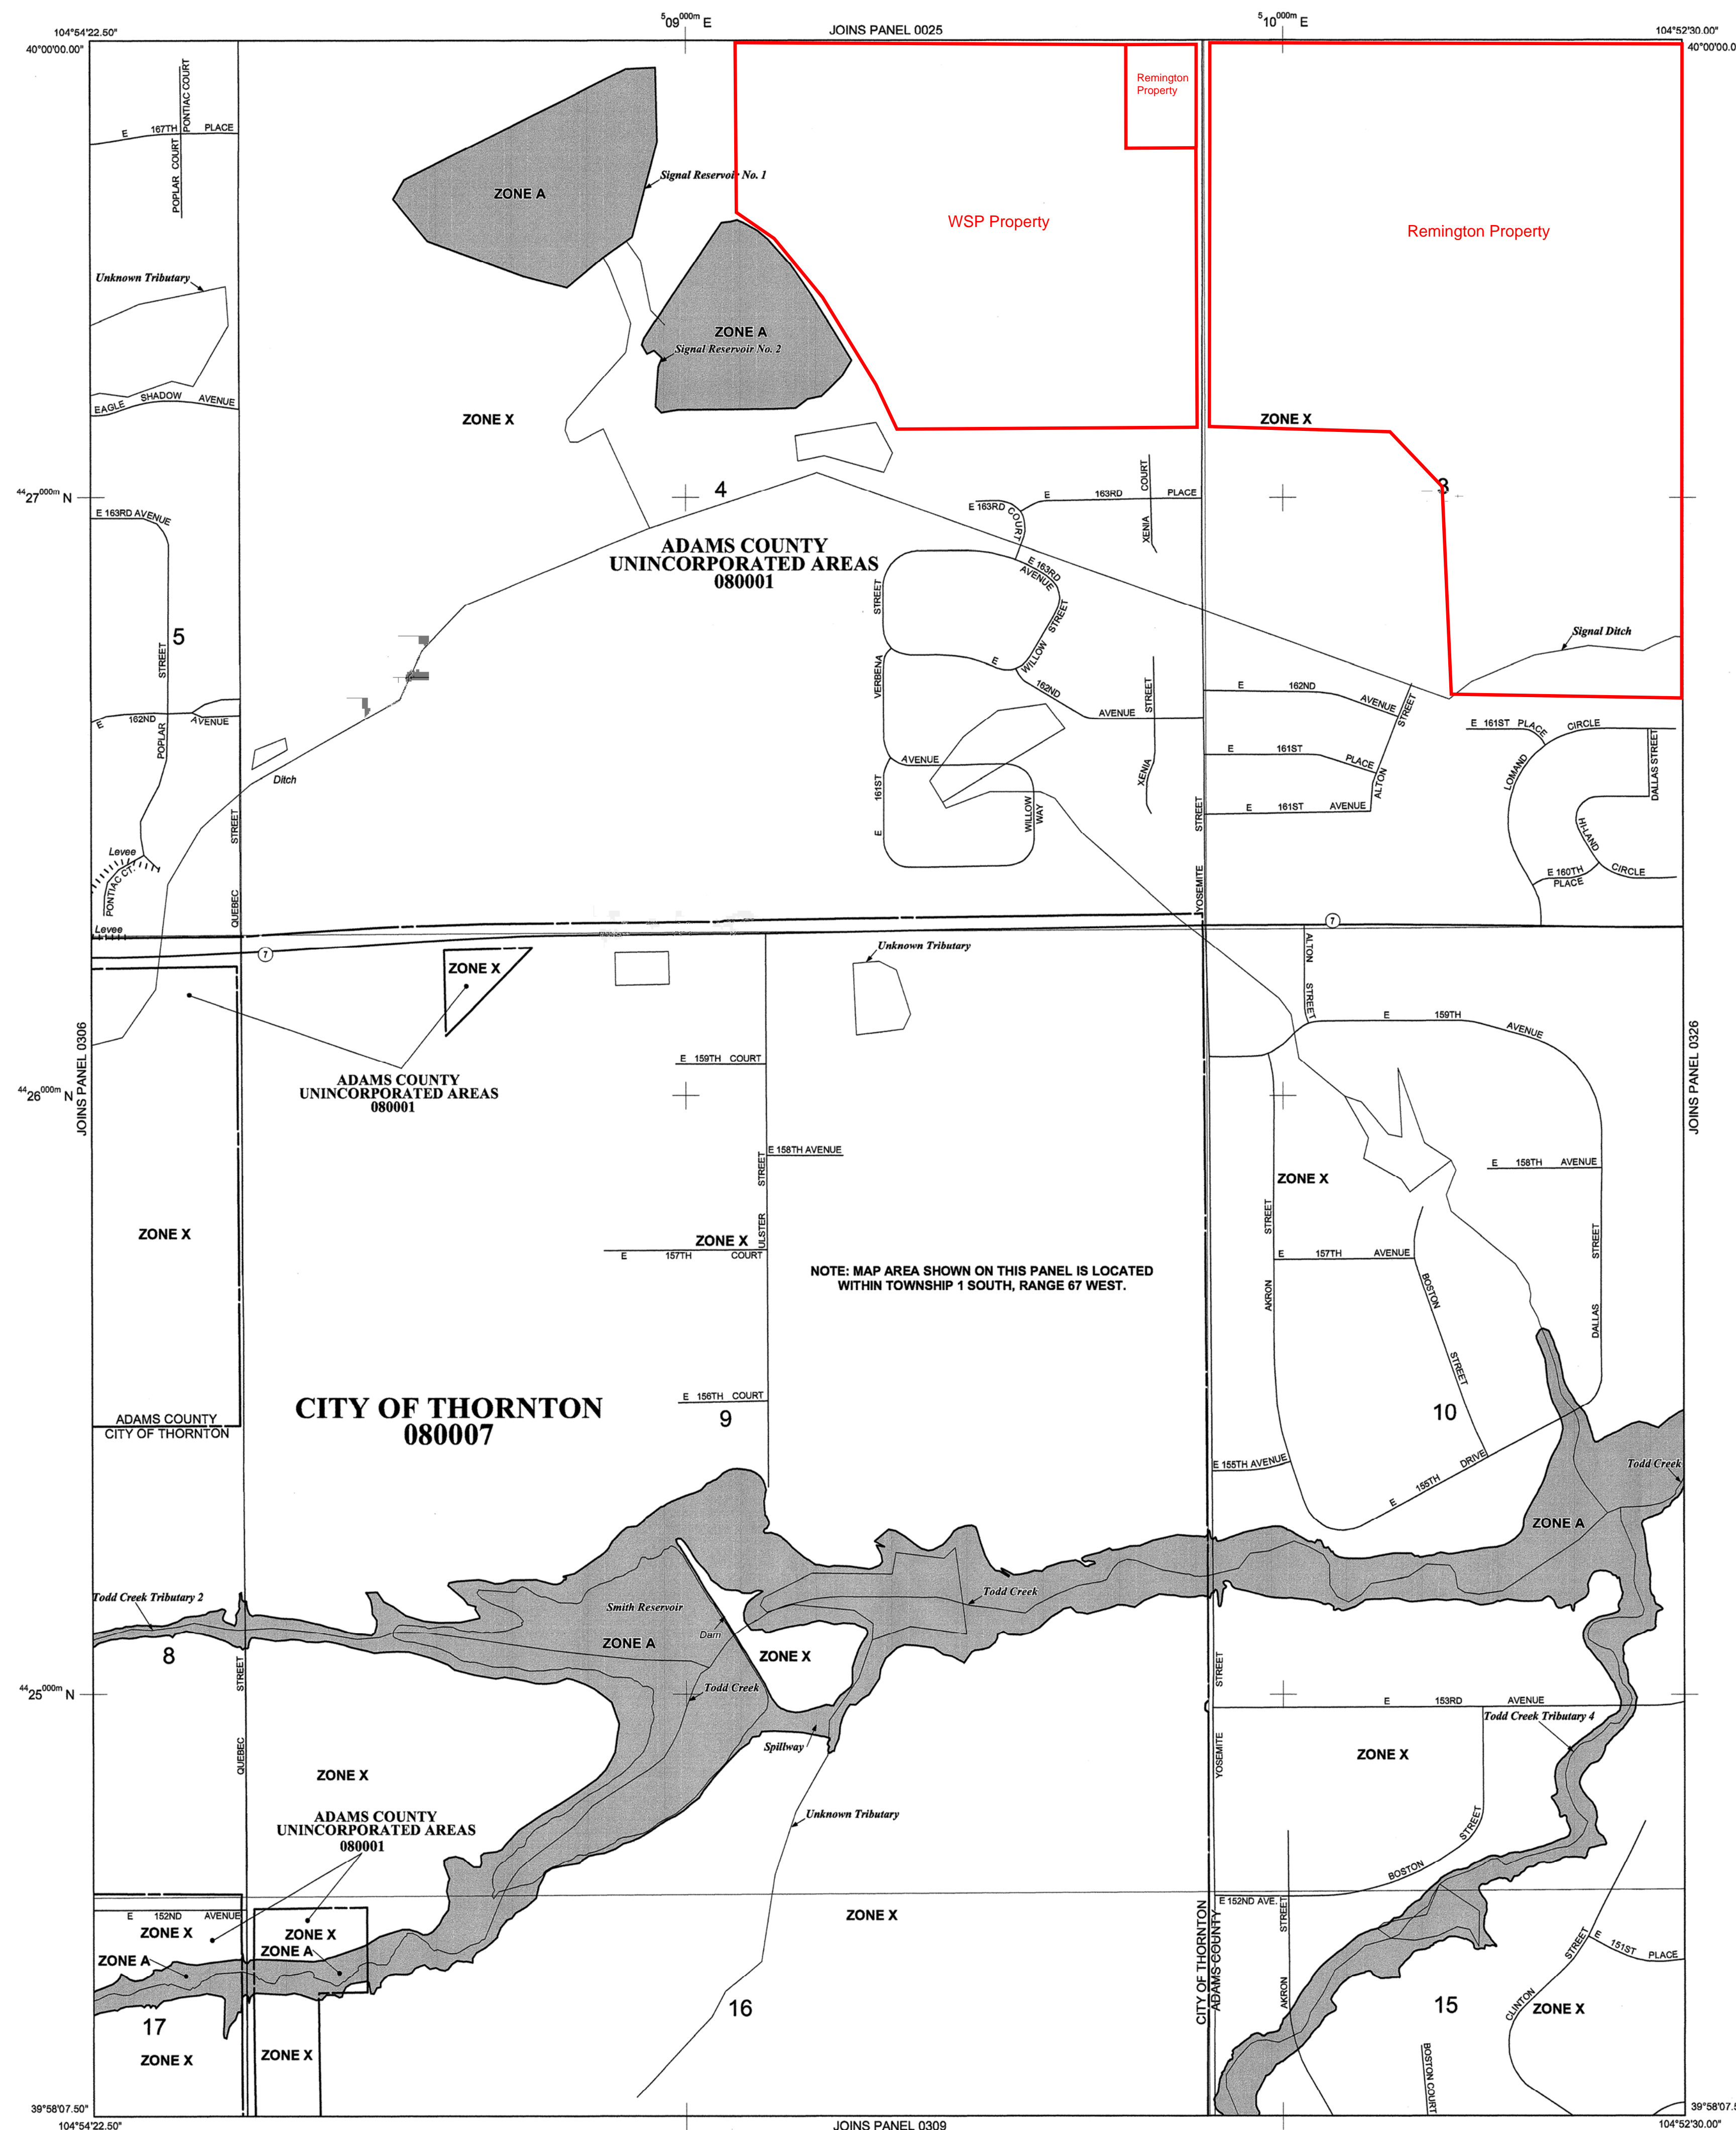 509000m E
510000m E
104°54'22.50"
JOINS PANEL 0025
104°52'30.00"
40°00'00.00"
40°00'00.0
PONTIAC COURT
E 167TH PLACE
POPLAR COURT
Remington
Property
Signal Reservoir No. 1
ZONE A
WSP Property
Remington Property
Unknown Tributary
ZONE A
Signal Reservoir No. 2
EAGLE SHADOW AVENUE
ZONE X
ZONE X
4427000m N
4
3
E 163RD AVENUE
E 163RD COURT
E 163RD PLACE
XENIA COURT
ADAMS COUNTY
UNINCORPORATED AREAS
080001
E 163RD
AVENUE
5
POPLAR STREET
VERBENA STREET
WILLOW STREET
Signal Ditch
E 162ND AVENUE
E 162ND AVENUE
XENIA STREET
E 162ND AVENUE
ALTON STREET
E 161ST PLACE
CIRCLE
LOMAND
DALLAS STREET
E 161ST AVENUE
E 161ST PLACE
Ditch
WILLOW
WAY
E 161ST AVENUE
HI-LAND CIRCLE
Levee
PONTIAC CT.
E 160TH
PLACE
QUEBEC STREET
YOSEMITE STREET
Levee
7
7
ZONE X
Unknown Tributary
ALTON STREET
E 159TH AVENUE
JOINS PANEL 0306
JOINS PANEL 0326
E 159TH COURT
ADAMS COUNTY
UNINCORPORATED AREAS
080001
4426000m N
E 158TH AVENUE
E 158TH AVENUE
ZONE X
ULSTER STREET
AKRON STREET
DALLAS STREET
ZONE X
ZONE X
E 157TH COURT
E 157TH AVENUE
NOTE: MAP AREA SHOWN ON THIS PANEL IS LOCATED
WITHIN TOWNSHIP 1 SOUTH, RANGE 67 WEST.
BOSTON STREET
E 156TH COURT
CITY OF THORNTON
080007
9
10
ADAMS COUNTY
CITY OF THORNTON
E 155TH AVENUE
E 155TH DRIVE
Todd Creek
ZONE A
Todd Creek Tributary 2
Smith Reservoir
Todd Creek
Dam
ZONE A
ZONE X
8
QUEBEC STREET
Todd Creek
YOSEMITE STREET
4425000m N
E 153RD AVENUE
Todd Creek Tributary 4
Spillway
ZONE X
ZONE X
Unknown Tributary
ADAMS COUNTY
UNINCORPORATED AREAS
080001
BOSTON STREET
E 152ND AVENUE
E 152ND AVE.
ZONE X
ZONE X
ZONE X
ZONE A
ZONE A
CITY OF THORNTON
ADAMS COUNTY
AKRON STREET
CLINTON STREET
E 151ST PLACE
16
15
ZONE X
17
ZONE X
ZONE X
BOSTON COURT
39°58'07.50"
39°58'07.5
104°54'22.50"
JOINS PANEL 0309
104°52'30.00"